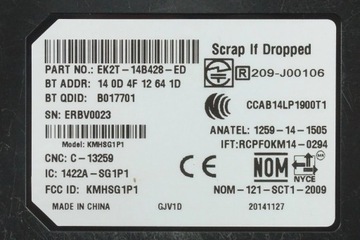 Scrap If Dropped
PART NO.: EK2T-14B428-ED
BT ADDR: 14 0D 4F 12 64 1D
BT QDID: B017701
SN: ERBV0023
R 209-J00106
CCAB14LP1900T1
Model: KMHSG1P1
ANATEL: 1259-14-1505
IFT:RCPFOKM14-0294
CNC: C-13259
IC: 1422A-SG1P1
FCC ID: KMHSG1P1
CE
NOM
NYCE
NOM-121-SCT1-2009
MADE IN CHINA
GJV1D
20141127